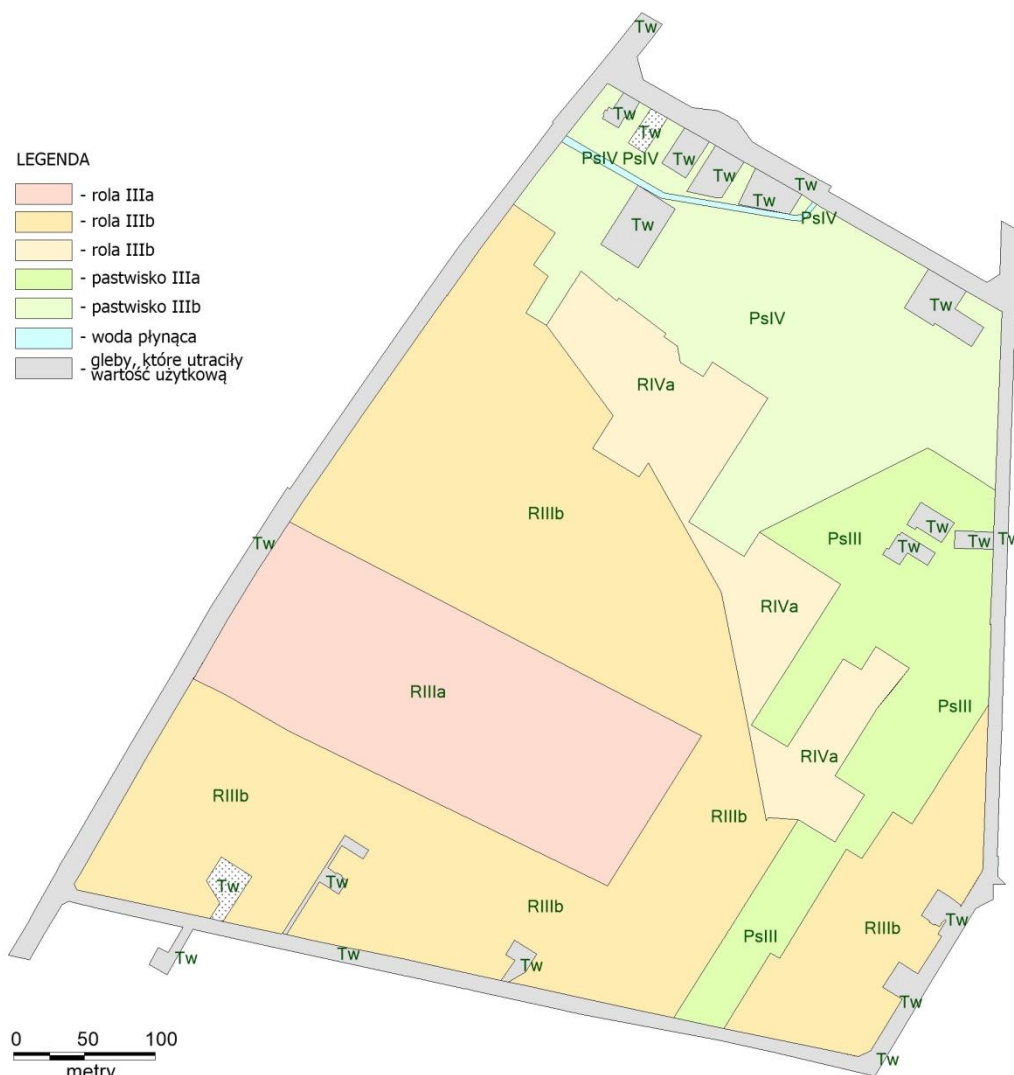 Tw
Tw
Tw
PsIV PsIV
Tw
Tw
Tw
Tw
PsIV
Tw
Tw
PsIV
RIVa
LEGENDA
- rola IIIa
- rola IIIb
- rola IIIb
- pastwisko IIIa
- pastwisko IIIb
- woda płynąca
- gleby, które utraciły
wartość użytkową
RIIIb
Tw
PsIII
Tw
Tw
Tw
Tw
RIVa
RIIIa
PsIII
RIVa
RIIIb
RIIIb
Tw
Tw
RIIIb
PsIII
RIIIb
Tw
Tw
Tw
Tw
Tw
Tw
0 50 100
metry